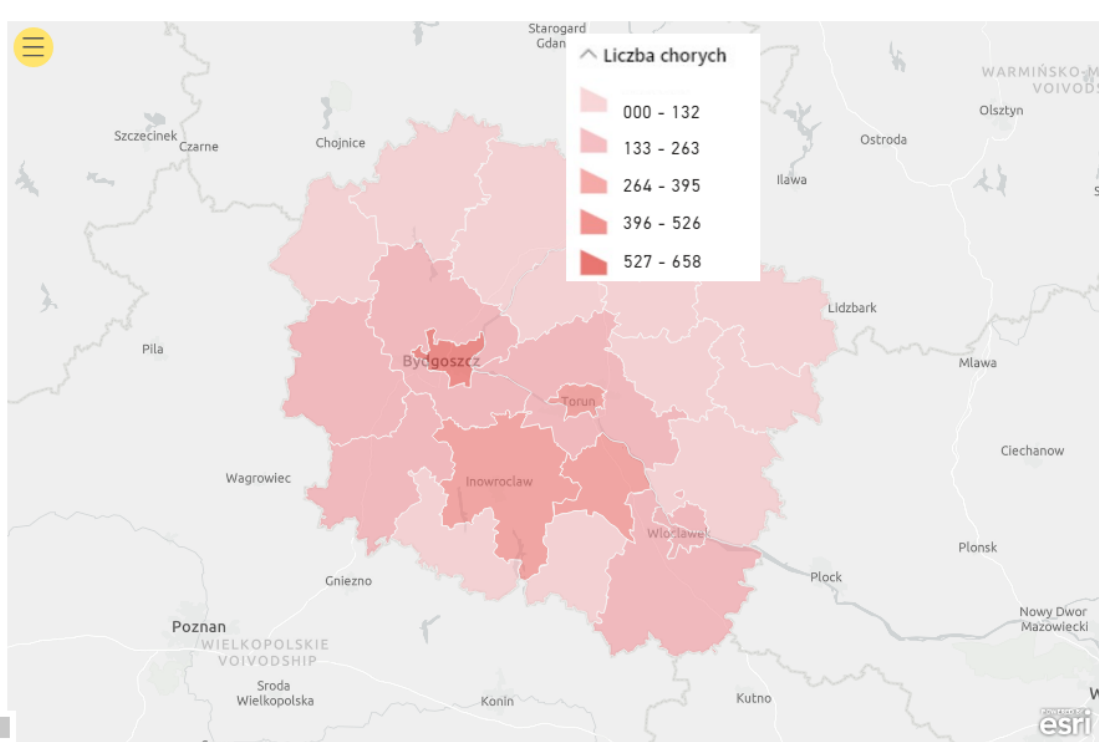 Starogard
Gdan
Liczba chorych
000 - 132
133 - 263
264 - 395
396 - 526
527 - 658
WARMIŃSKO-M
VOIVODS
Olsztyn
Szczecinek
Czarne
Chojnice
Ostroda
Ilawa
Lidzbark
Pila
Bydgoszcz
Mlawa
Torun
Ciechanow
Wagrowiec
Inowroclaw
Wloclawek
Plonsk
Gniezno
Plock
Nowy Dwor
Mazowiecki
Poznan
WIELKOPOLSKIE
VOIVODSHIP
Sroda
Wielkopolska
Konin
Kutno
W
POWERED BY
esri